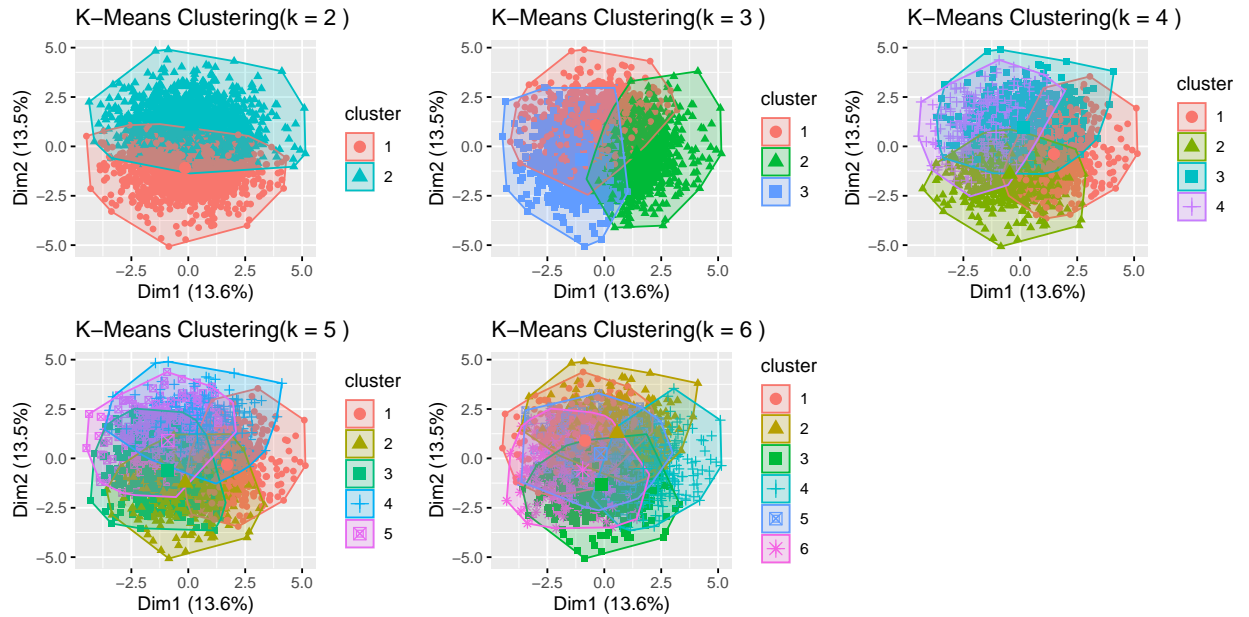 K−Means Clustering(k = 2 )
5.0
2.5
0.0
−2.5
−5.0
Dim2 (13.5%)
−2.5 0.0 2.5 5.0
Dim1 (13.6%)
cluster
1
2
K−Means Clustering(k = 3 )
5.0
2.5
0.0
−2.5
−5.0
Dim2 (13.5%)
−2.5 0.0 2.5 5.0
Dim1 (13.6%)
cluster
1
2
3
K−Means Clustering(k = 4 )
5.0
2.5
0.0
−2.5
−5.0
Dim2 (13.5%)
−2.5 0.0 2.5 5.0
Dim1 (13.6%)
cluster
1
2
3
4
K−Means Clustering(k = 5 )
5.0
2.5
0.0
−2.5
−5.0
Dim2 (13.5%)
−2.5 0.0 2.5 5.0
Dim1 (13.6%)
cluster
1
2
3
4
5
K−Means Clustering(k = 6 )
5.0
2.5
0.0
−2.5
−5.0
Dim2 (13.5%)
−2.5 0.0 2.5 5.0
Dim1 (13.6%)
cluster
1
2
3
4
5
6